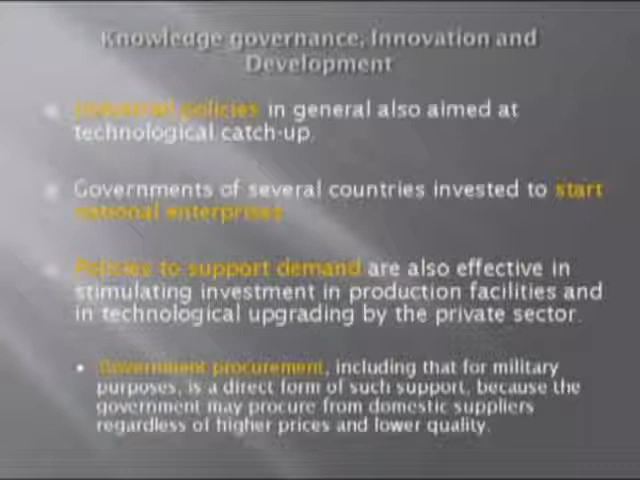 Knowledge governance, Innovation and
Development
Industrial policies in general also aimed at
technological catch-up.
Governments of several countries invested to start
national enterprises
Policies to support demand are also effective in
stimulating investment in production facilities and
in technological upgrading by the private sector.
• Government procurement, including that for military
purposes, is a direct form of such support, because the
government may procure from domestic suppliers
regardless of higher prices and lower quality.